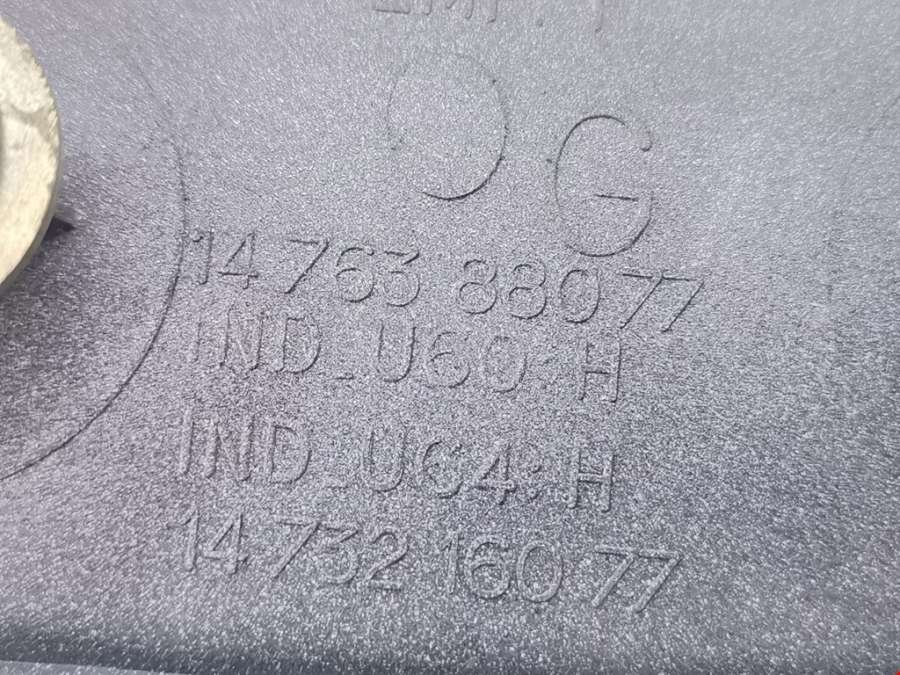 G
14 763 880 77
IND_U60: H
IND_U64: H
14 732 160 77